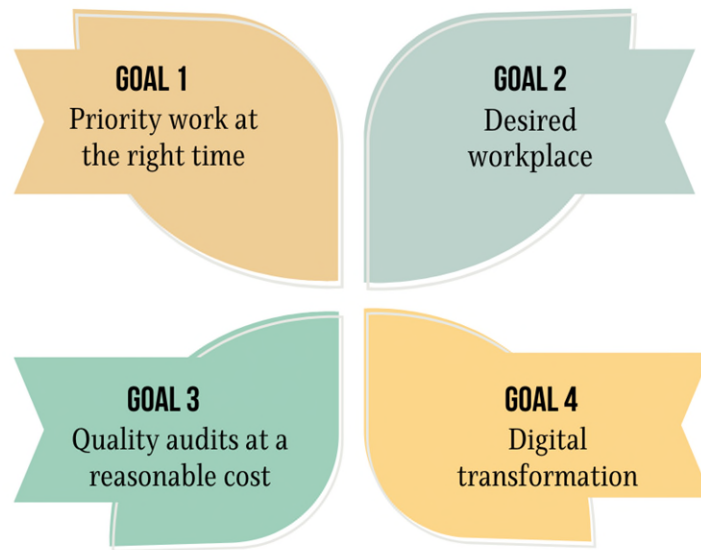 GOAL 1
Priority work at
the right time
GOAL 2
Desired
workplace
GOAL 3
Quality audits at a
reasonable cost
GOAL 4
Digital
transformation